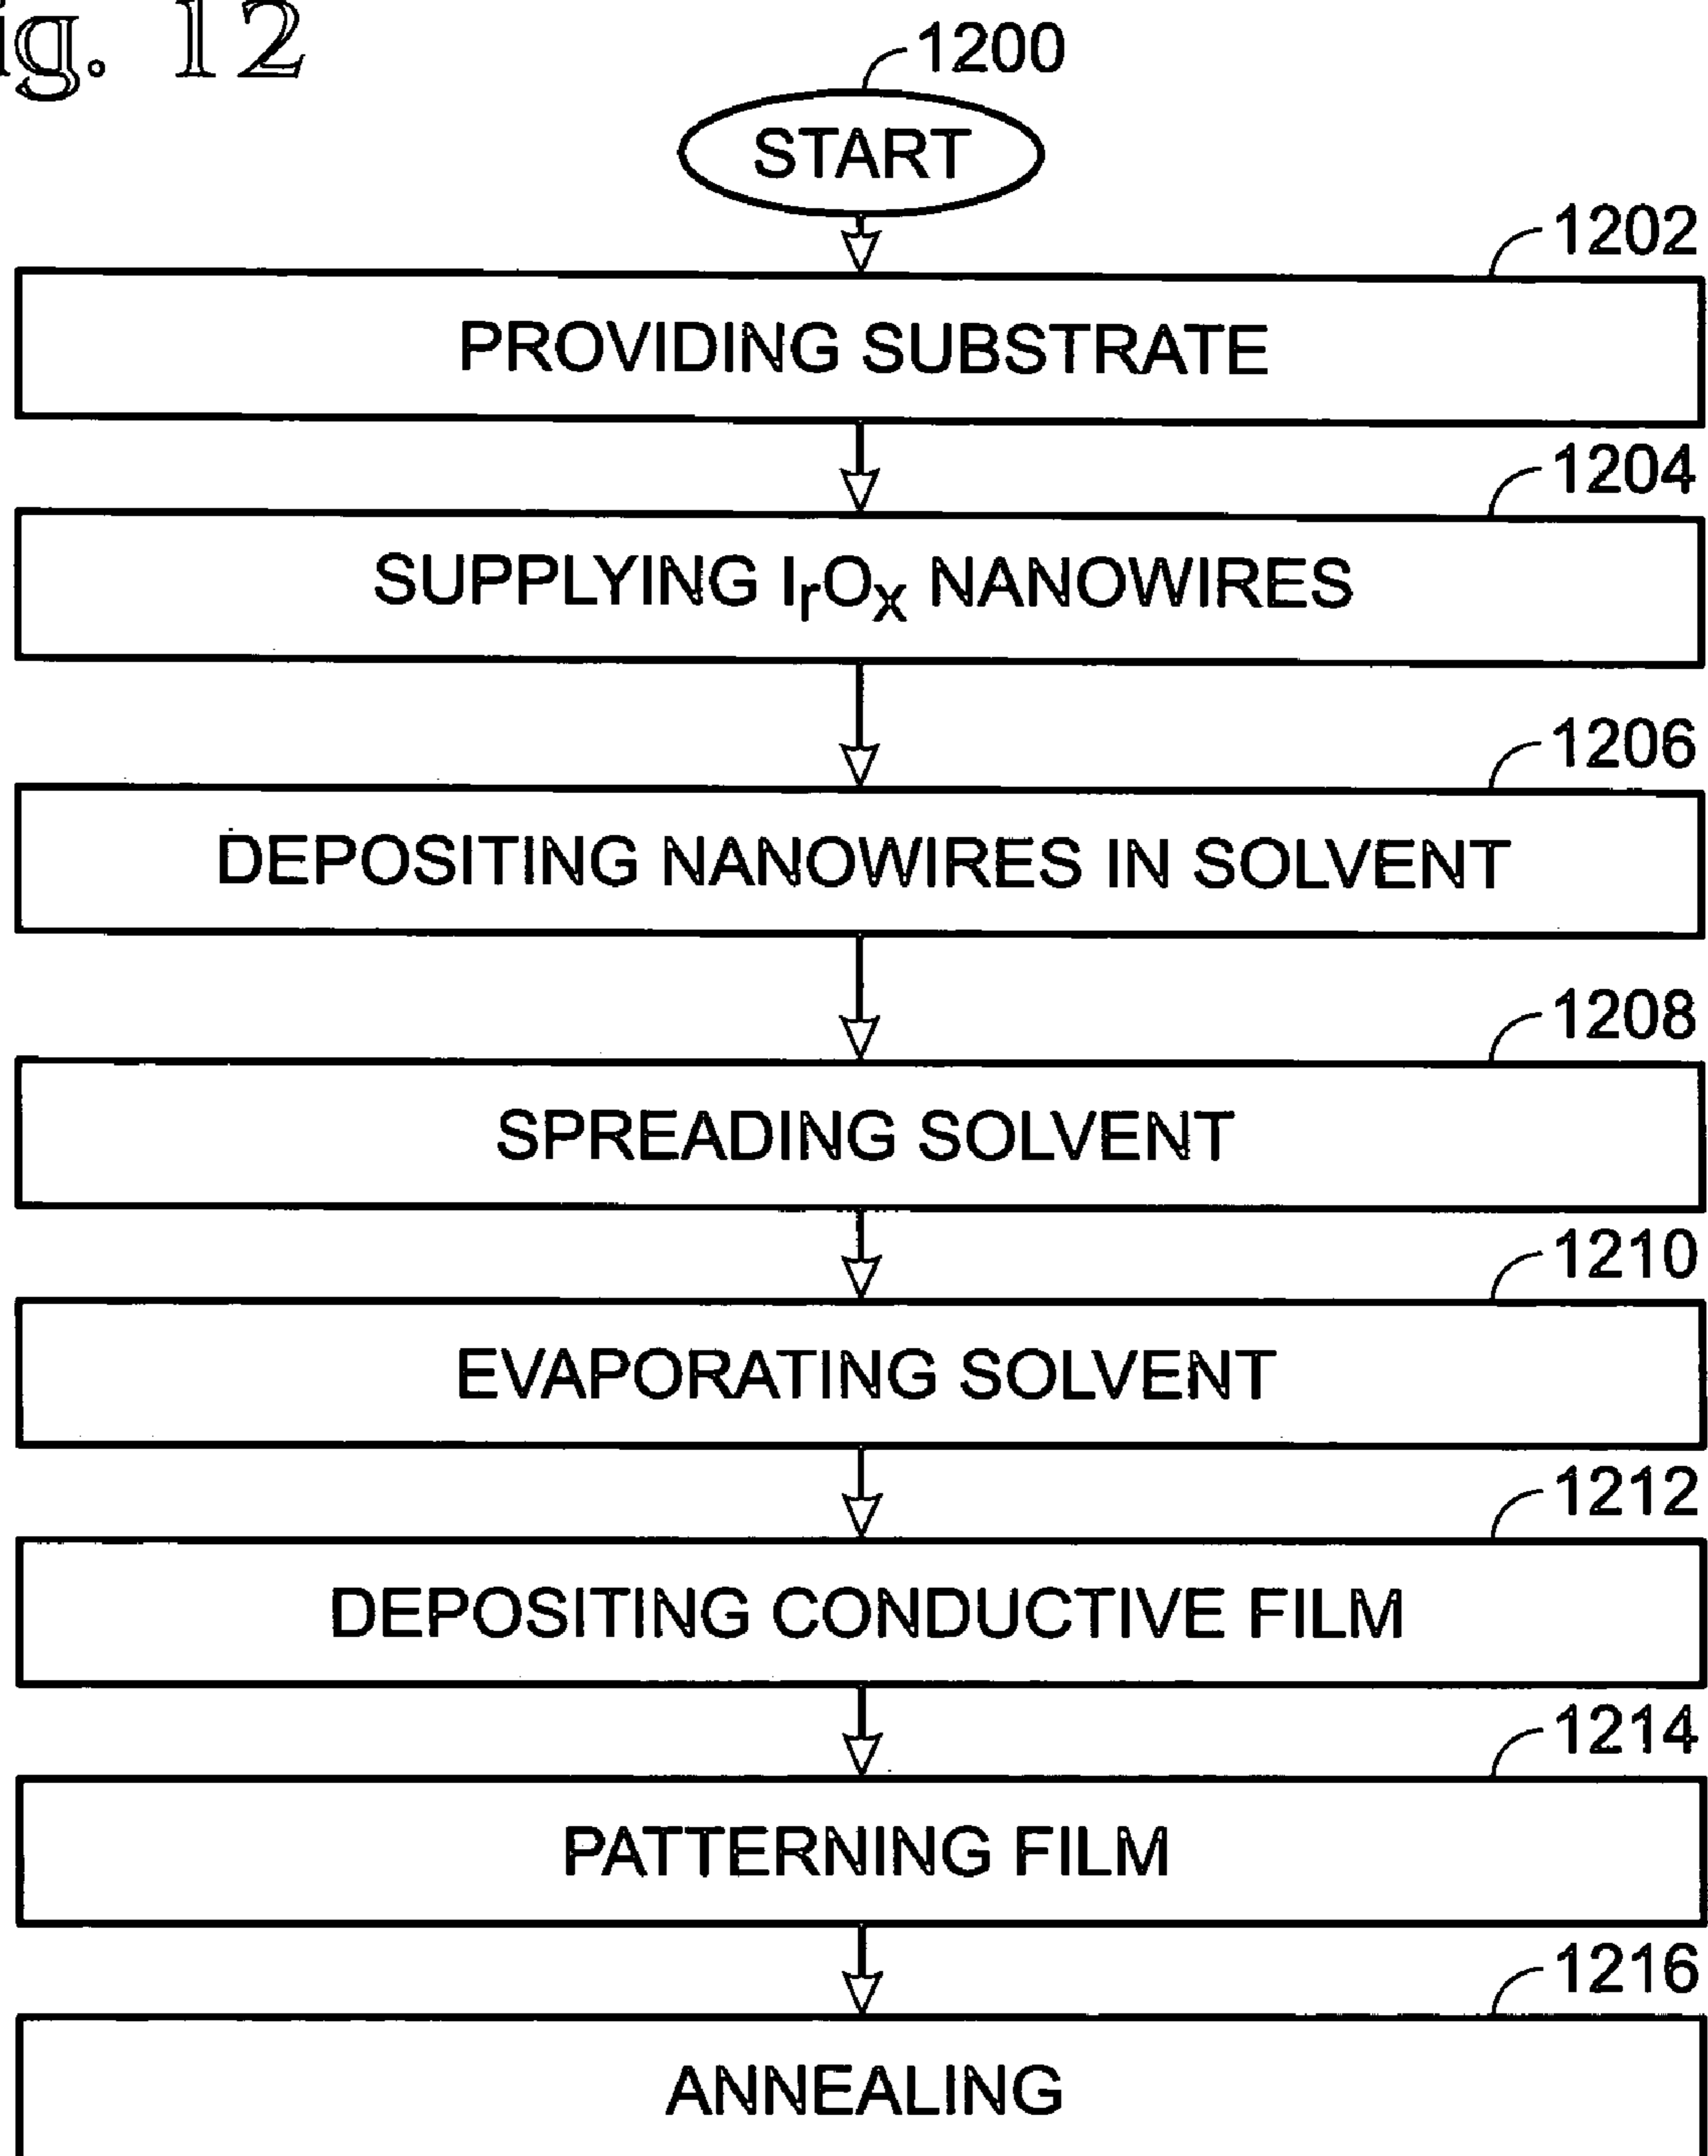 ig. 12
1200
START
1202
PROVIDING SUBSTRATE
1204
SUPPLYING IrOx NANOWIRES
1206
DEPOSITING NANOWIRES IN SOLVENT
1208
SPREADING SOLVENT
1210
EVAPORATING SOLVENT
1212
DEPOSITING CONDUCTIVE FILM
1214
PATTERNING FILM
1216
ANNEALING